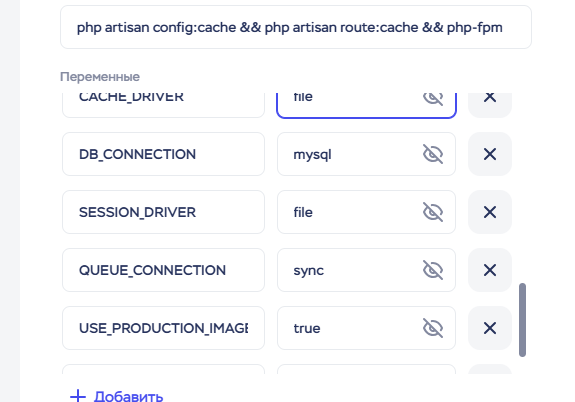 php artisan config:cache && php artisan route:cache && php-fpm
Переменные
CACHE_DRIVER file
DB_CONNECTION mysql
SESSION_DRIVER file
QUEUE_CONNECTION sync
USE_PRODUCTION_IMAGE true
Добавить